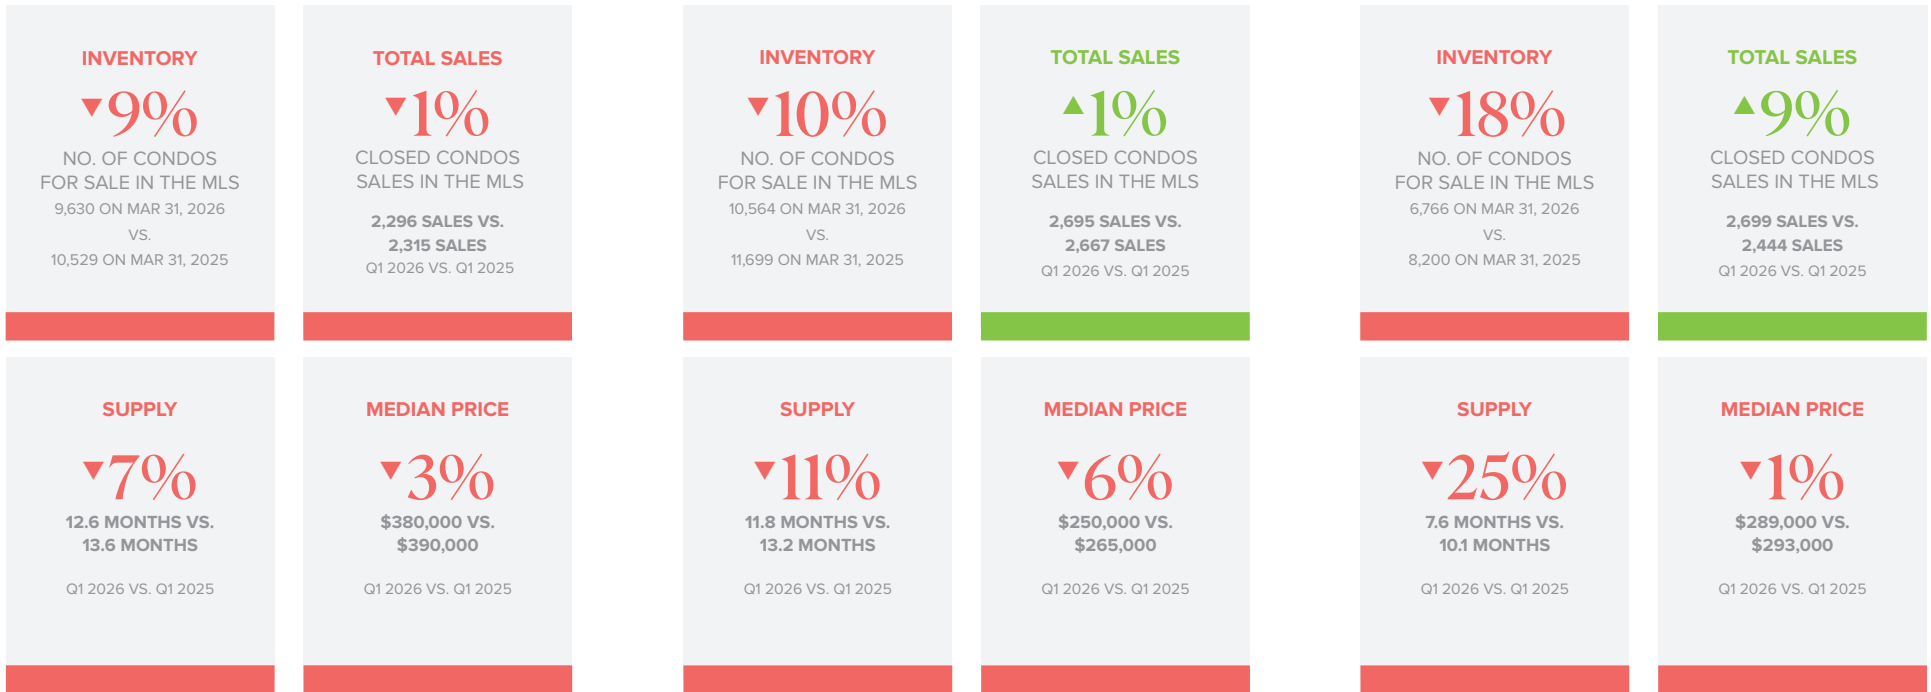 INVENTORY
▼9%
NO. OF CONDOS
FOR SALE IN THE MLS
9,630 ON MAR 31, 2026
VS.
10,529 ON MAR 31, 2025
TOTAL SALES
▼1%
CLOSED CONDOS
SALES IN THE MLS
2,296 SALES VS.
2,315 SALES
Q1 2026 VS. Q1 2025
SUPPLY
▼7%
12.6 MONTHS VS.
13.6 MONTHS
Q1 2026 VS. Q1 2025
MEDIAN PRICE
▼3%
$380,000 VS.
$390,000
Q1 2026 VS. Q1 2025
INVENTORY
▼10%
NO. OF CONDOS
FOR SALE IN THE MLS
10,564 ON MAR 31, 2026
VS.
11,699 ON MAR 31, 2025
TOTAL SALES
▲1%
CLOSED CONDOS
SALES IN THE MLS
2,695 SALES VS.
2,667 SALES
Q1 2026 VS. Q1 2025
SUPPLY
▼11%
11.8 MONTHS VS.
13.2 MONTHS
Q1 2026 VS. Q1 2025
MEDIAN PRICE
▼6%
$250,000 VS.
$265,000
Q1 2026 VS. Q1 2025
INVENTORY
▼18%
NO. OF CONDOS
FOR SALE IN THE MLS
6,766 ON MAR 31, 2026
VS.
8,200 ON MAR 31, 2025
TOTAL SALES
▲9%
CLOSED CONDOS
SALES IN THE MLS
2,699 SALES VS.
2,444 SALES
Q1 2026 VS. Q1 2025
SUPPLY
▼25%
7.6 MONTHS VS.
10.1 MONTHS
Q1 2026 VS. Q1 2025
MEDIAN PRICE
▼1%
$289,000 VS.
$293,000
Q1 2026 VS. Q1 2025